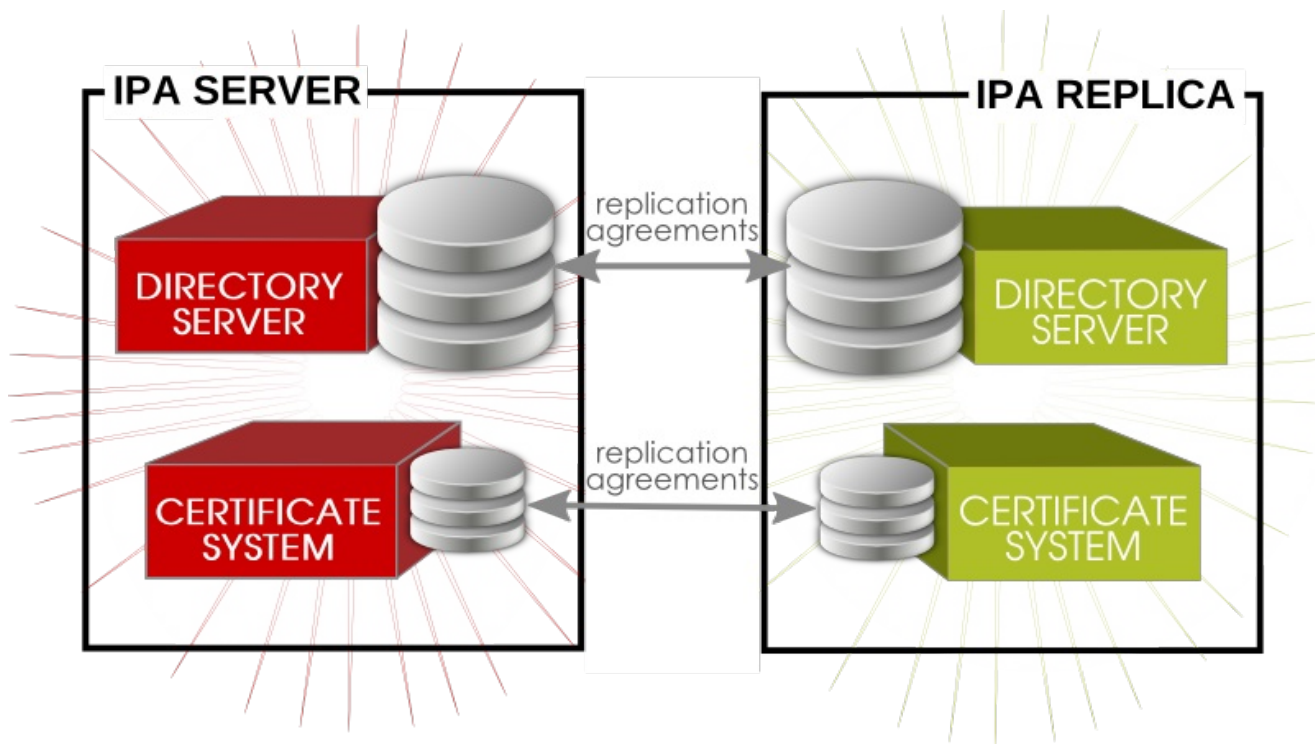 IPA SERVER
IPA REPLICA
replication
agreements
DIRECTORY
SERVER
DIRECTORY
SERVER
replication
agreements
CERTIFICATE
SYSTEM
CERTIFICATE
SYSTEM